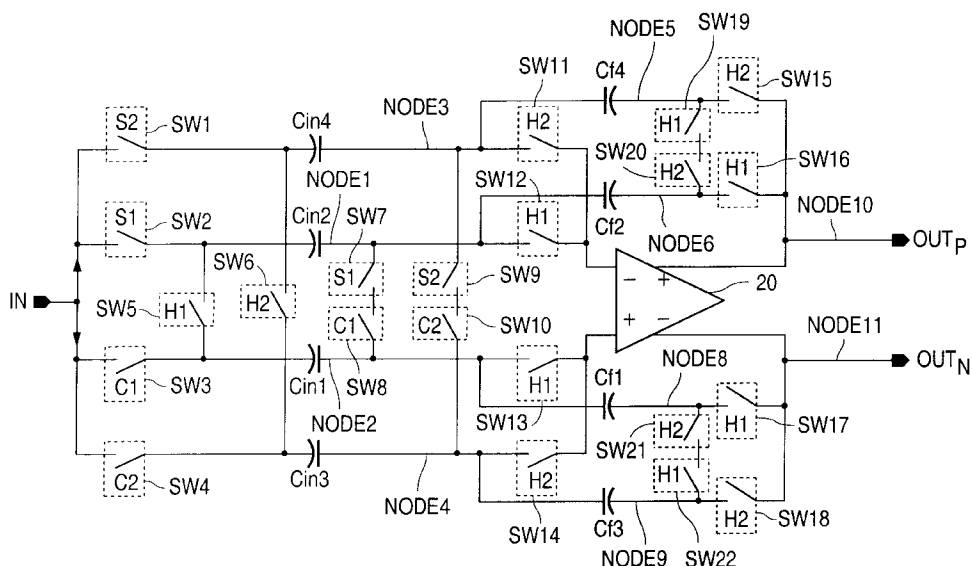 NODE5
SW19
SW11
Cf4
H2
SW15
NODE3
H2
H1
S2
SW1
Cin4
SW20
H2
H1
SW16
NODE1
SW12
S1
SW2
Cin2
SW7
H1
Cf2
NODE6
NODE10
SW6
S1
S2
SW9
OUTP
IN
SW5
H1
H2
C1
C2
SW10
− +
20
+ −
NODE11
C1
SW3
Cin1
SW8
H1
Cf1
NODE8
OUTN
NODE2
SW13
H2
H1
SW17
SW21
C2
SW4
Cin3
H2
H1
NODE4
SW14
Cf3
H2
SW18
NODE9
SW22